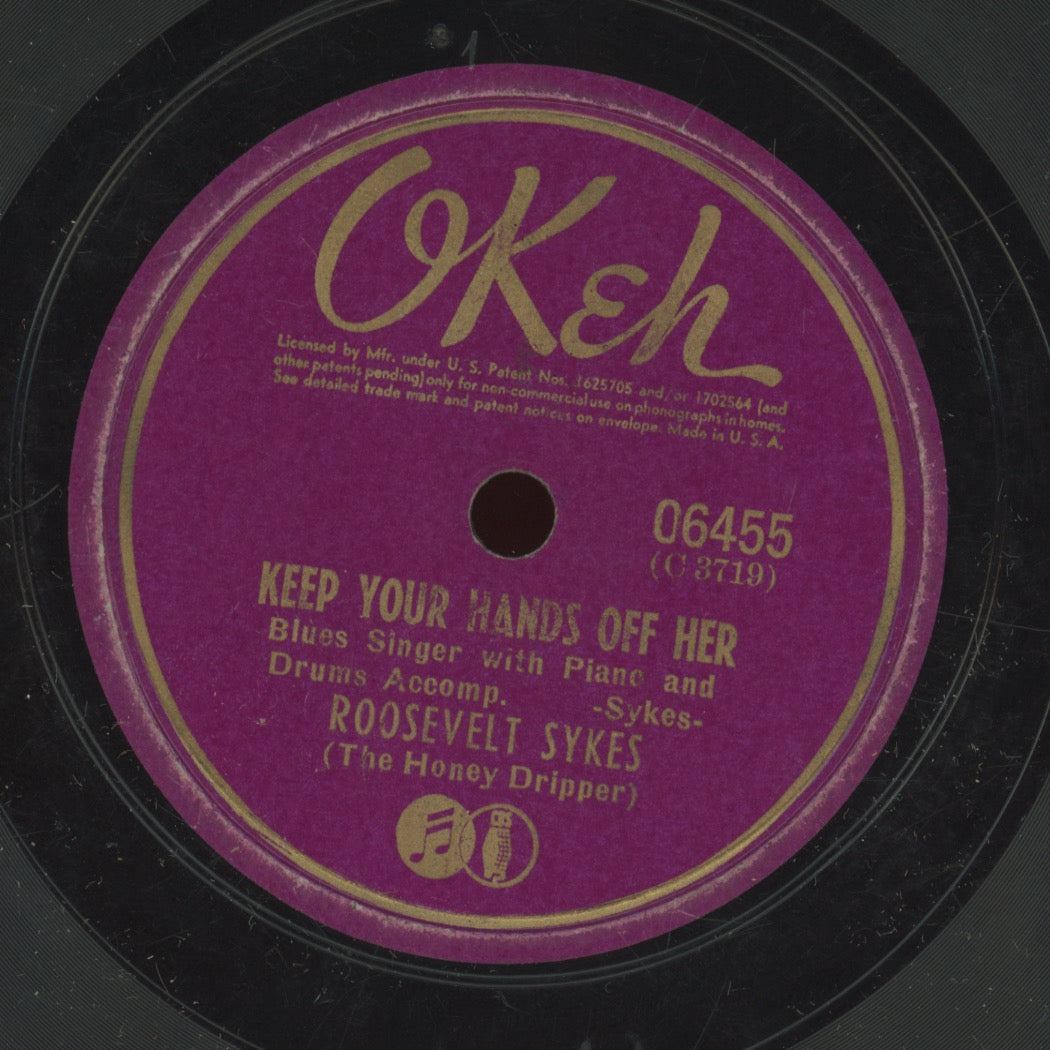 1
OKeh
Licensed by Mfr. under U. S. Patent Nos. 1625705 and/or 1702564 (and
other patents pending) only for non-commercial use on phonographs in homes.
See detailed trade mark and patent notices on envelope. Made in U. S. A.
06455
(C 3719)
KEEP YOUR HANDS OFF HER
Blues Singer with Piano and
Drums Accomp. -Sykes-
ROOSEVELT SYKES
(The Honey Dripper)